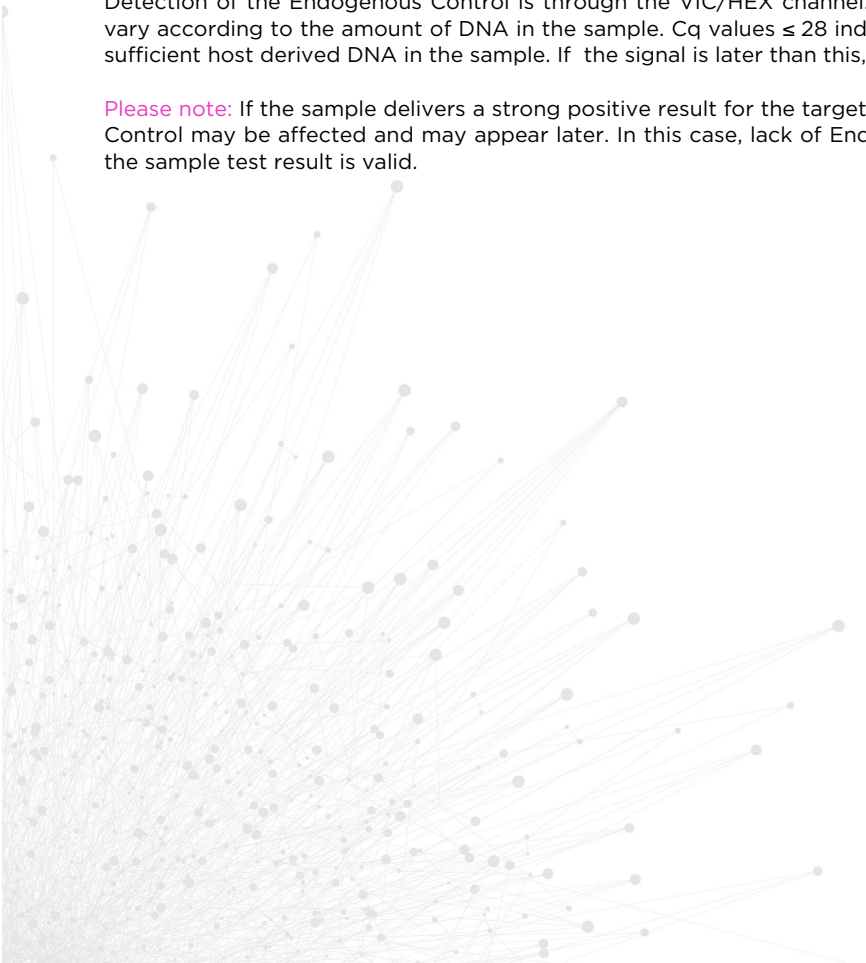 Detection of the Endogenous Control is through the VIC/HEX channel.
vary according to the amount of DNA in the sample. Cq values ≤ 28 ind
sufficient host derived DNA in the sample. If the signal is later than this,
Please note: If the sample delivers a strong positive result for the target
Control may be affected and may appear later. In this case, lack of End
the sample test result is valid.